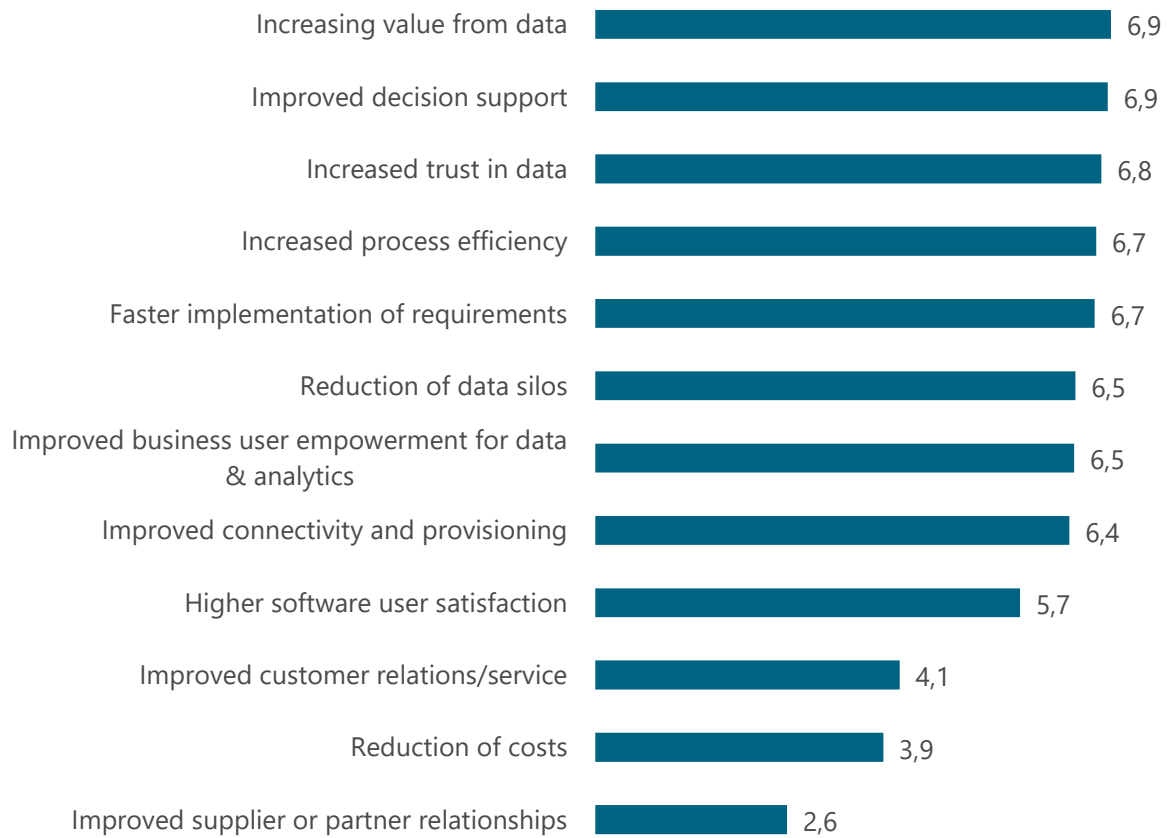 Increasing value from data 6,9
Improved decision support 6,9
Increased trust in data 6,8
Increased process efficiency 6,7
Faster implementation of requirements 6,7
Reduction of data silos 6,5
Improved business user empowerment for data
& analytics 6,5
Improved connectivity and provisioning 6,4
Higher software user satisfaction 5,7
Improved customer relations/service 4,1
Reduction of costs 3,9
Improved supplier or partner relationships 2,6